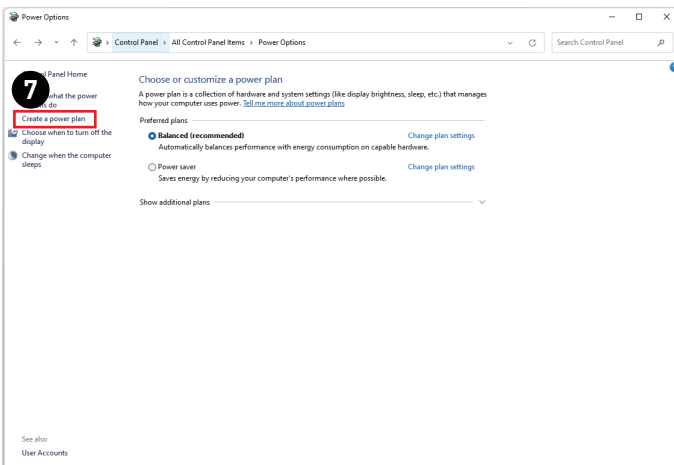 Power Options
Control Panel > All Control Panel Items > Power Options
Search Control Panel
Panel Home
7
what the power
do
Create a power plan
Choose when to turn off the
display
Change when the computer
sleeps
Choose or customize a power plan
A power plan is a collection of hardware and system settings (like display brightness, sleep, etc.) that manages
how your computer uses power. Tell me more about power plans
Preferred plans
Balanced (recommended) Change plan settings
Automatically balances performance with energy consumption on capable hardware.
Power saver Change plan settings
Saves energy by reducing your computer's performance where possible.
Show additional plans
See also
User Accounts